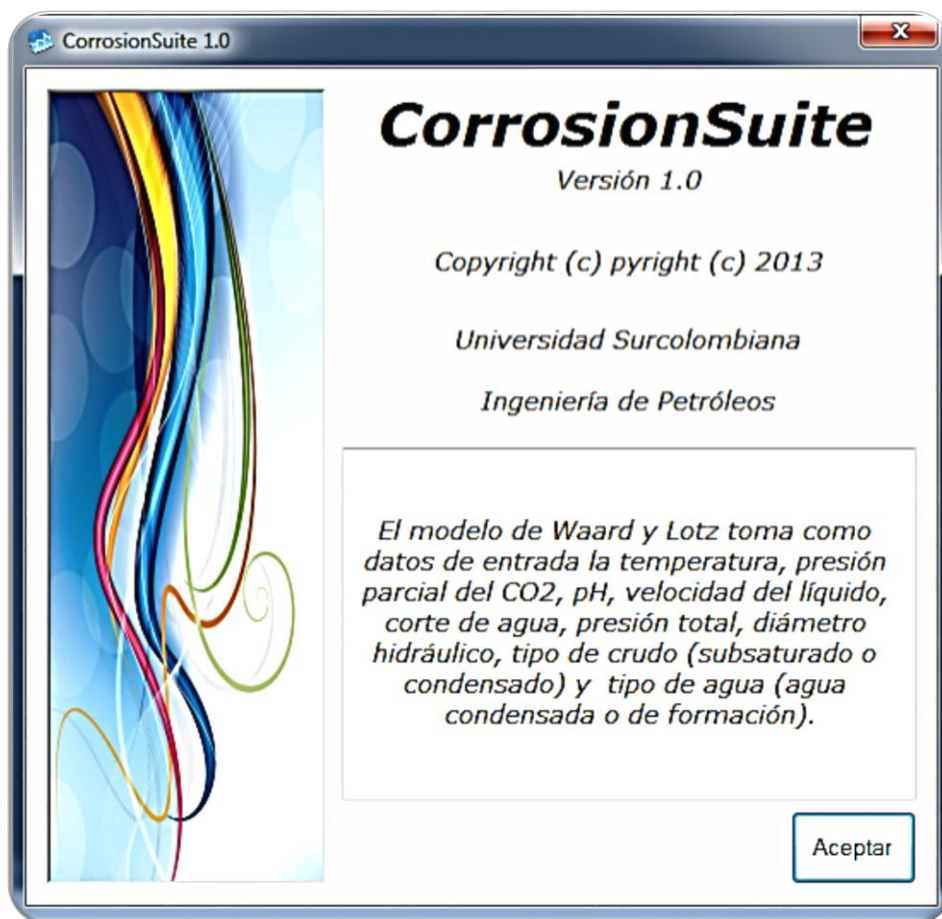 CorrosionSuite 1.0
CorrosionSuite
Versión 1.0
Copyright (c) pyright (c) 2013
Universidad Surcolombiana
Ingeniería de Petróleos
El modelo de Waard y Lotz toma como
datos de entrada la temperatura, presión
parcial del CO2, pH, velocidad del líquido,
corte de agua, presión total, diámetro
hidráulico, tipo de crudo (subsaturado o
condensado) y tipo de agua (agua
condensada o de formación).
Aceptar